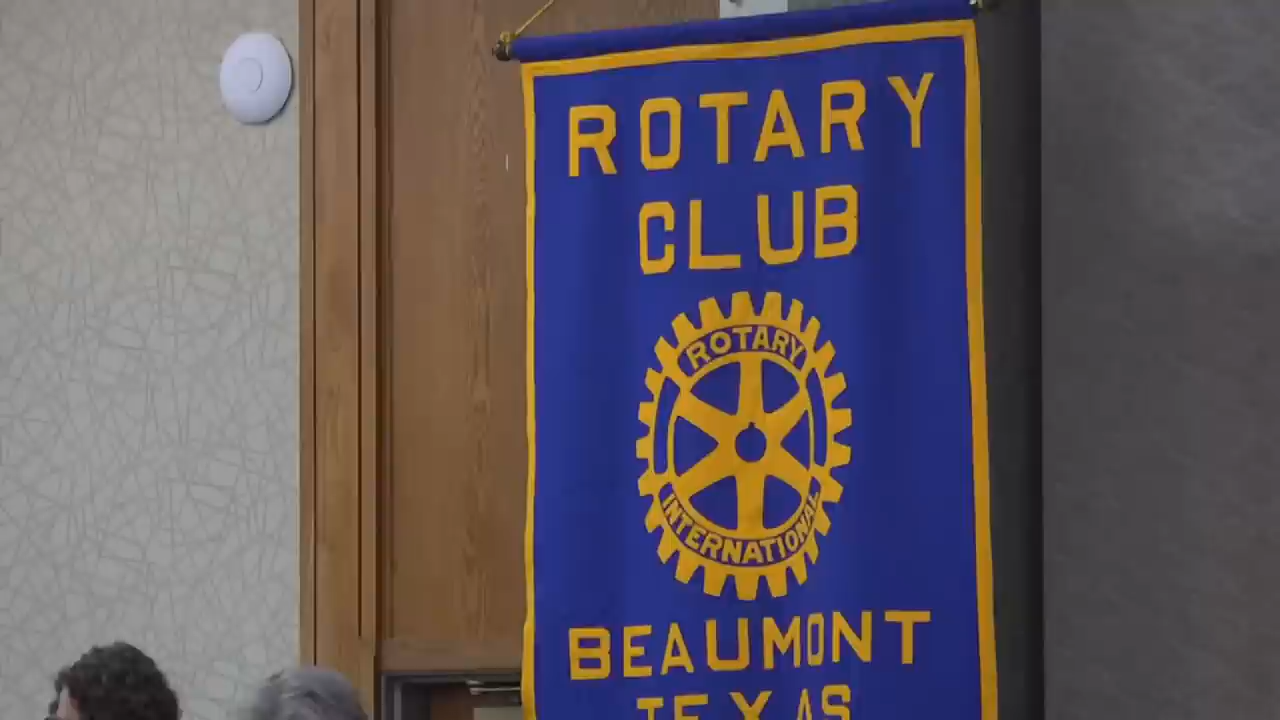 ROTARY
CLUB
ROTARY
INTERNATIONAL
BEAUMONT
TEXAS